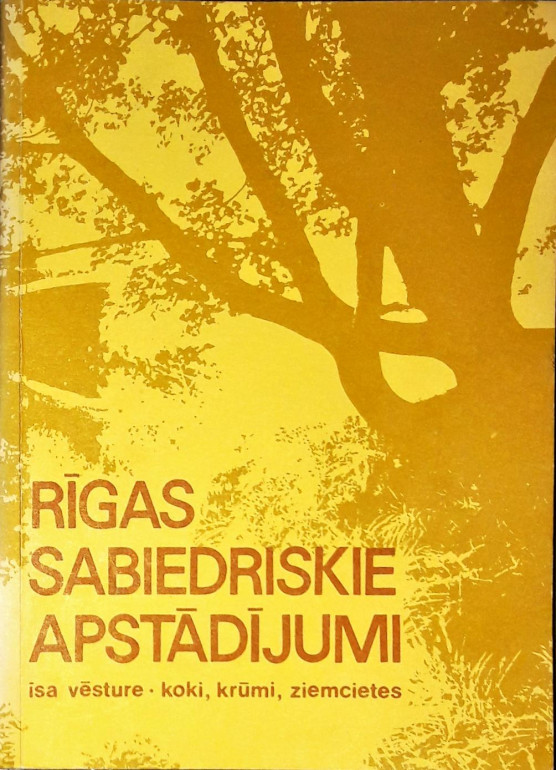 RĪGAS
SABIEDRISKIE
APSTĀDĪJUMI
īsa vēsture · koki, krūmi, ziemcietes